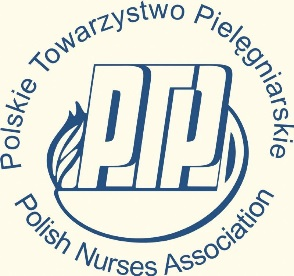 Polskie Towarzystwo Pielęgniarskie
PTP
Polish Nurses Association